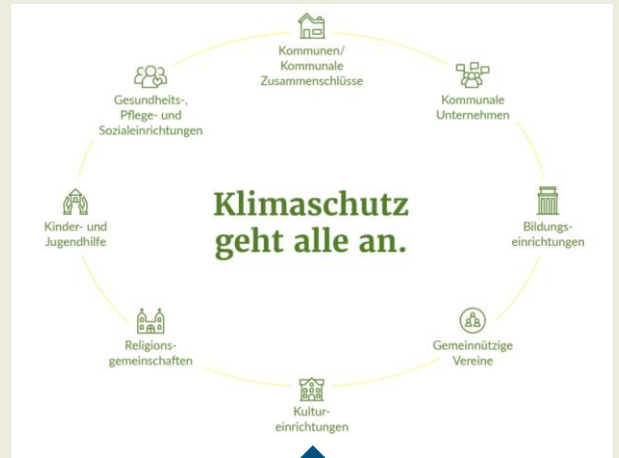 Kommunen/
Kommunale
Zusammenschlüsse
Kommunale
Unternehmen
Bildungs-
einrichtungen
Gemeinnützige
Vereine
Kultur-
einrichtungen
Religions-
gemeinschaften
Kinder- und
Jugendhilfe
Gesundheits-,
Pflege- und
Sozialeinrichtungen
Klimaschutz
geht alle an.